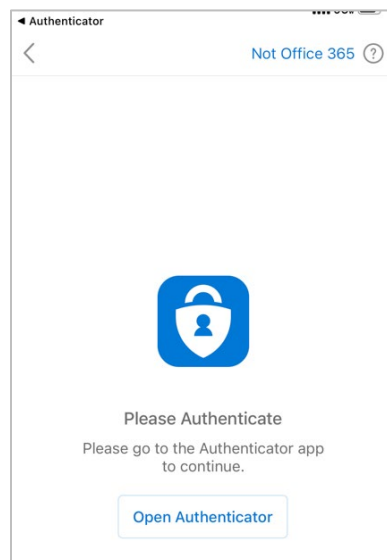 ◀ Authenticator
Not Office 365 ?
Please Authenticate
Please go to the Authenticator app
to continue.
Open Authenticator